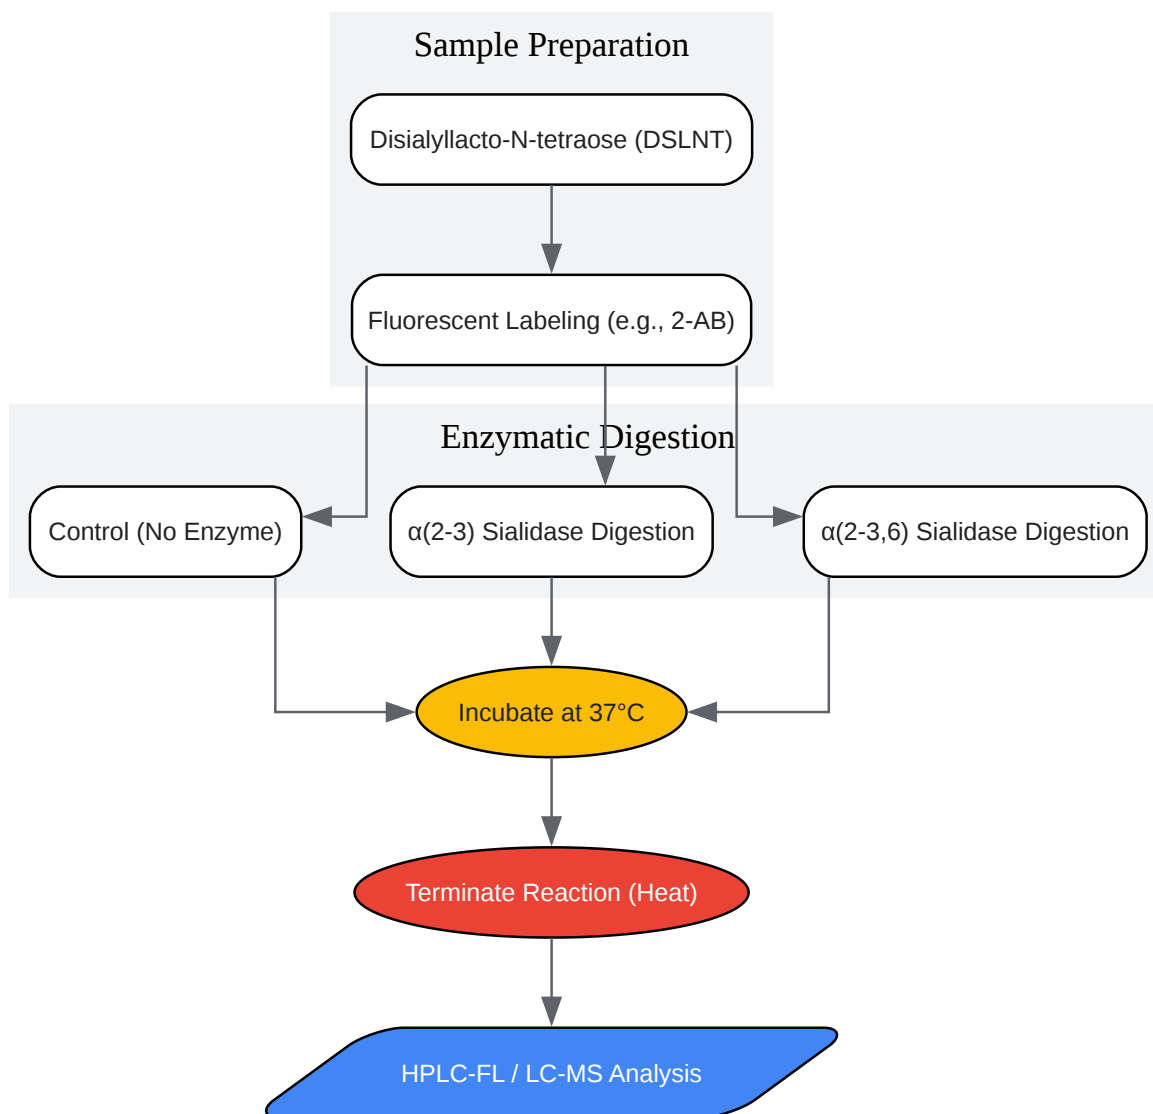 Sample Preparation
Disialyllacto-N-tetraose (DSLNT)
Fluorescent Labeling (e.g., 2-AB)
Enzymatic Digestion
Control (No Enzyme)
α(2-3) Sialidase Digestion
α(2-3,6) Sialidase Digestion
Incubate at 37°C
Terminate Reaction (Heat)
HPLC-FL / LC-MS Analysis